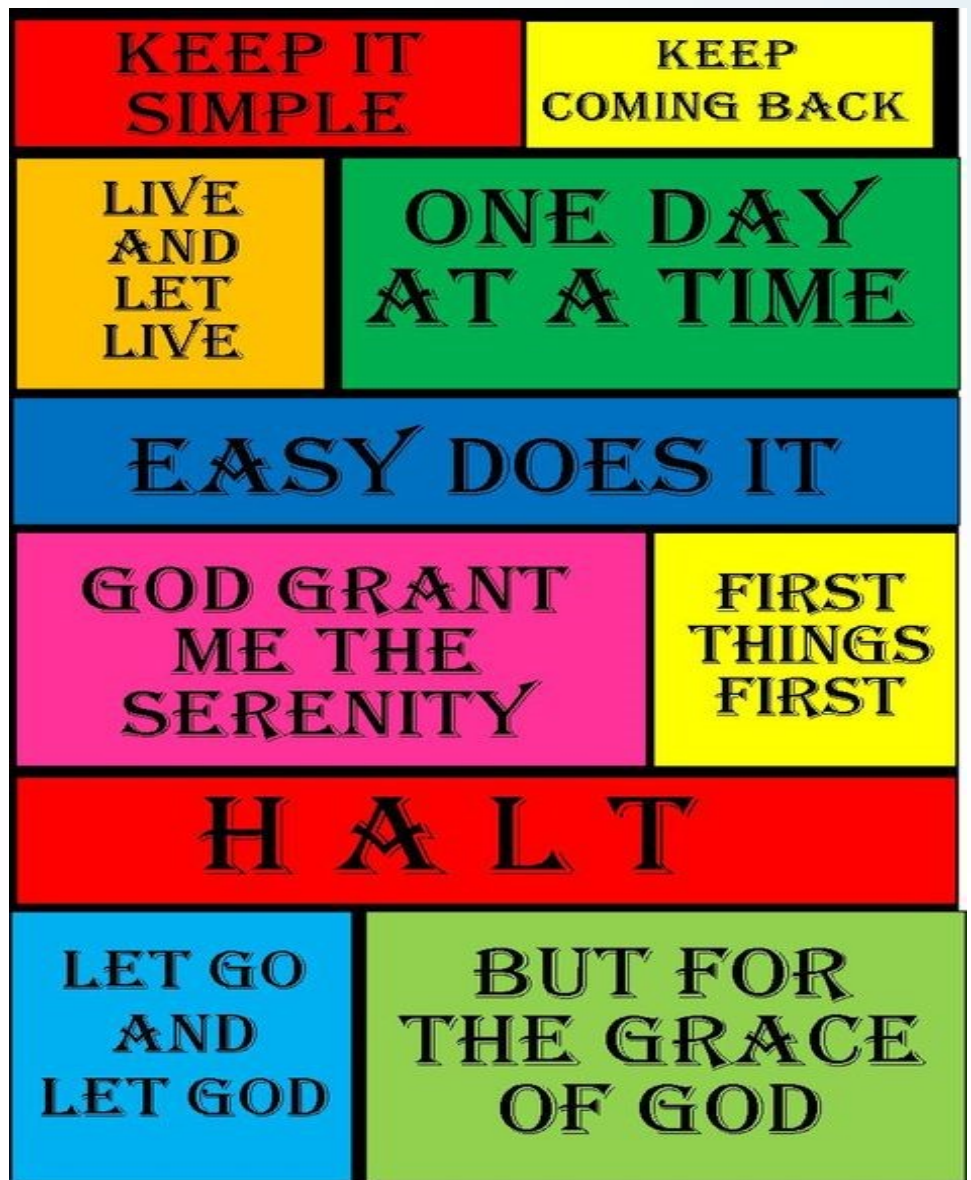 KEEP IT
SIMPLE
KEEP
COMING BACK
LIVE
AND
LET
LIVE
ONE DAY
AT A TIME
EASY DOES IT
GOD GRANT
ME THE
SERENITY
FIRST
THINGS
FIRST
H A L T
LET GO
AND
LET GOD
BUT FOR
THE GRACE
OF GOD